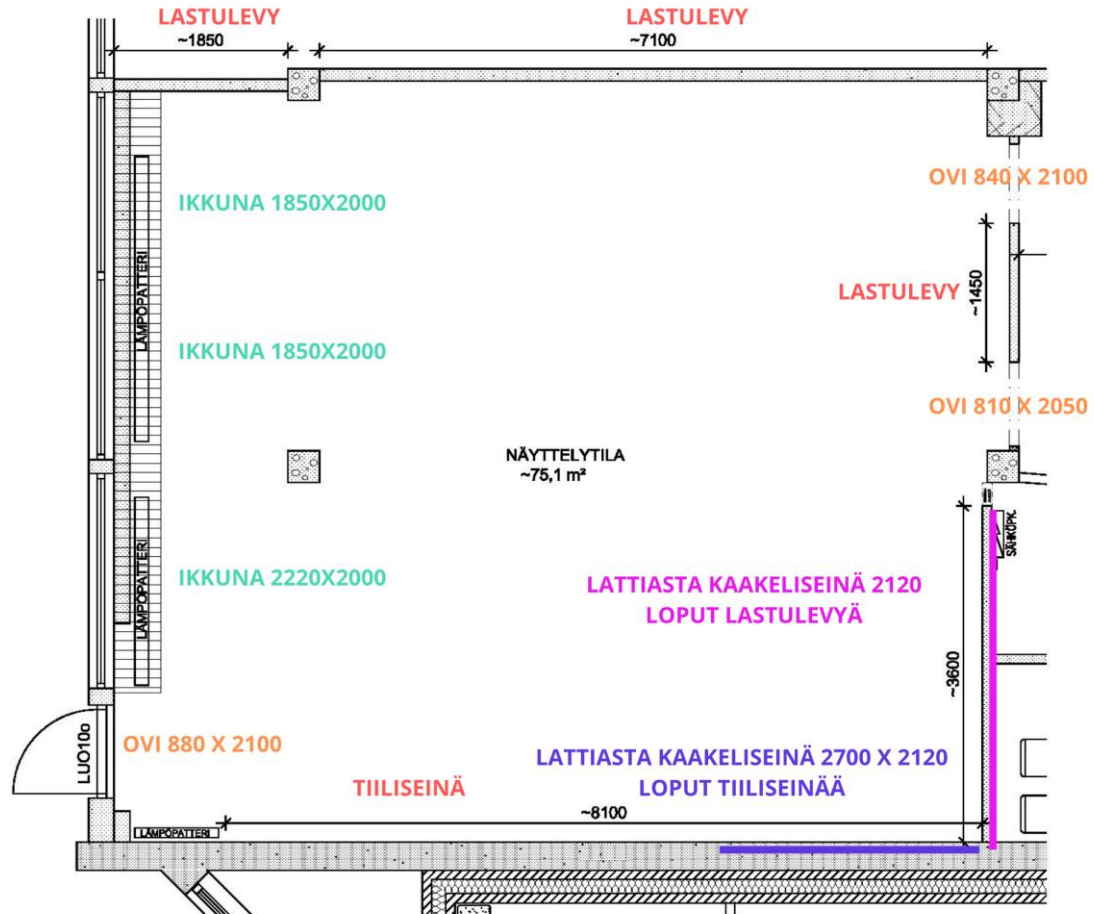 LASTULEVY
~1850
LASTULEVY
~7100
IKKUNA 1850X2000
OVI 840 X 2100
LÄMPÖPATTERI
LASTULEVY
~1450
IKKUNA 1850X2000
OVI 810 X 2050
NÄYTTELYTILA
~75,1 m²
SÄHKÖPK.
LÄMPÖPATTERI
IKKUNA 2220X2000
LATTIASTA KAAKELISEINÄ 2120
LOPUT LASTULEVYÄ
~3600
LUO10o
OVI 880 X 2100
LATTIASTA KAAKELISEINÄ 2700 X 2120
LOPUT TIILISEINÄÄ
TIILISEINÄ
~8100
LÄMPÖPATTERI